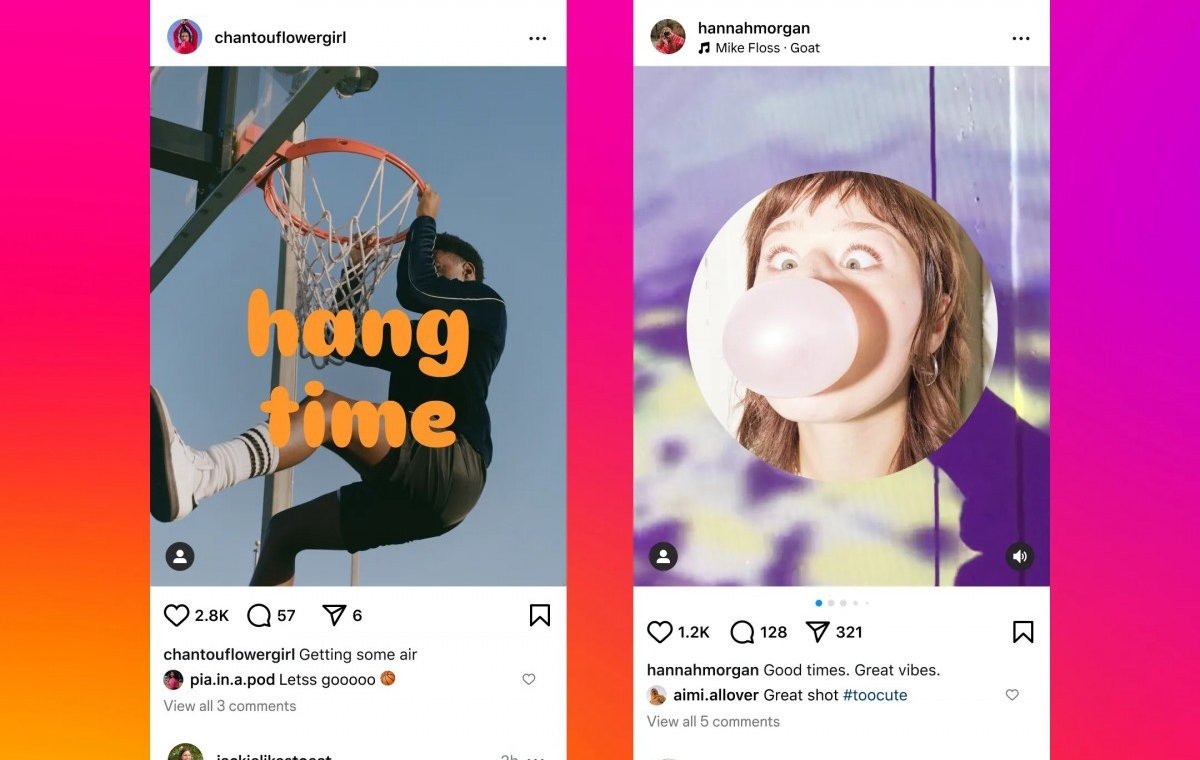 chantouflowergirl
hang
time
2.8K 57 6
chantouflowergirl Getting some air
pia.in.a.pod Letss gooooo 🏀
View all 3 comments
2h
hannahmorgan
Mike Floss · Goat
1.2K 128 321
hannahmorgan Good times. Great vibes.
aimi.allover Great shot #toocute
View all 5 comments